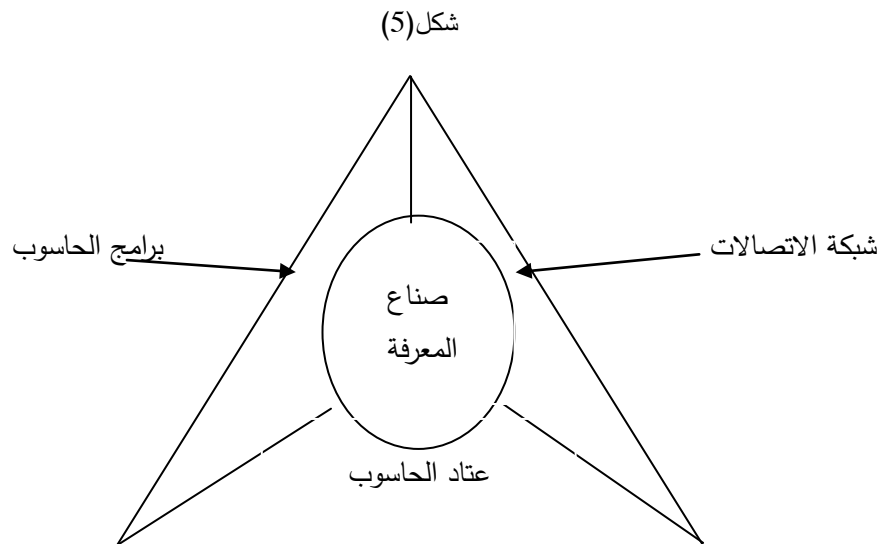 شكل(5)
شبكة الاتصالات
برامج الحاسوب
صناع
المعرفة
عتاد الحاسوب